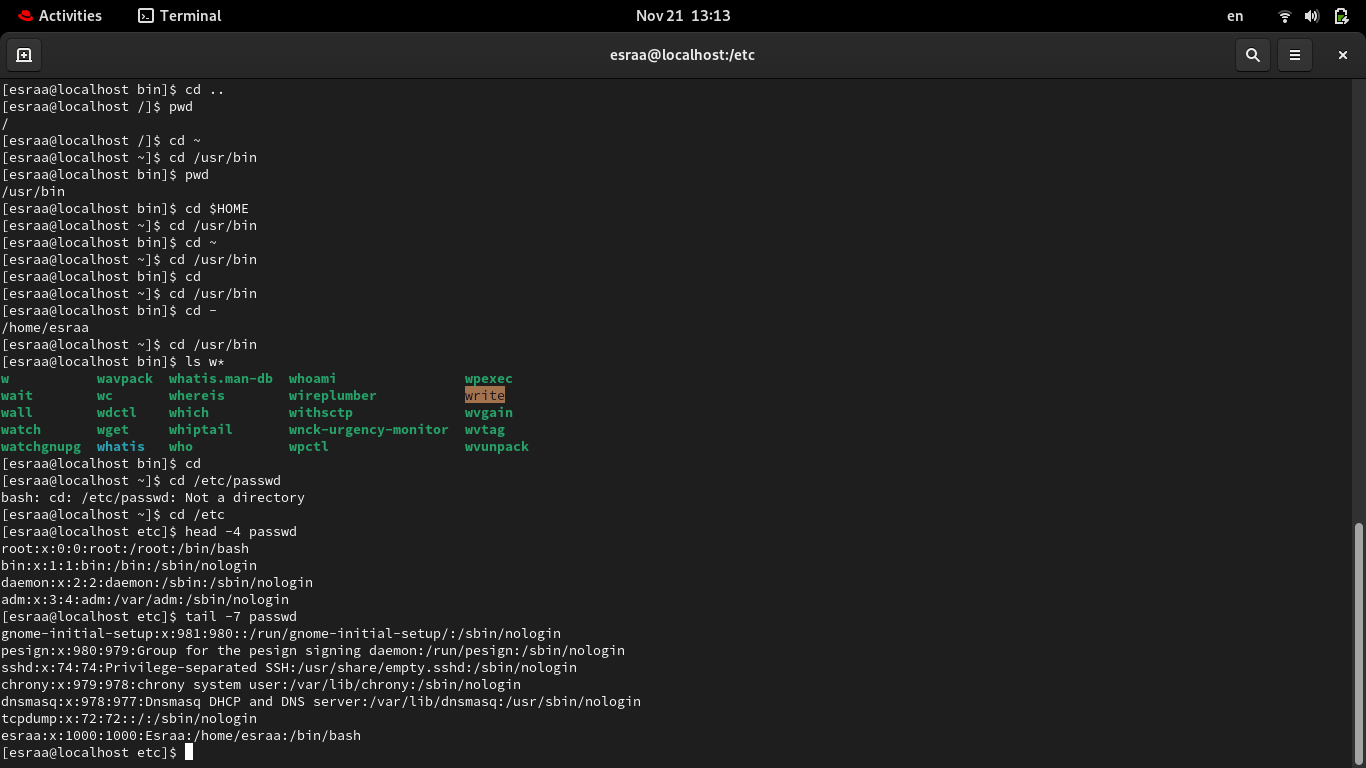 Activities Terminal Nov 21 13:13 en
esraa@localhost:/etc
[esraa@localhost bin]$ cd ..
[esraa@localhost /]$ pwd
/
[esraa@localhost /]$ cd ~
[esraa@localhost ~]$ cd /usr/bin
[esraa@localhost bin]$ pwd
/usr/bin
[esraa@localhost bin]$ cd $HOME
[esraa@localhost ~]$ cd /usr/bin
[esraa@localhost bin]$ cd ~
[esraa@localhost ~]$ cd /usr/bin
[esraa@localhost bin]$ cd
[esraa@localhost ~]$ cd /usr/bin
[esraa@localhost bin]$ cd -
/home/esraa
[esraa@localhost ~]$ cd /usr/bin
[esraa@localhost bin]$ ls w*
w wavpack whatis.man-db whoami wpexec
wait wc whereis wireplumber write
wall wdctl which withsctp wvgain
watch wget whiptail wnck-urgency-monitor wvtag
watchgnupg whatis who wpctl wvunpack
[esraa@localhost bin]$ cd
[esraa@localhost ~]$ cd /etc/passwd
bash: cd: /etc/passwd: Not a directory
[esraa@localhost ~]$ cd /etc
[esraa@localhost etc]$ head -4 passwd
root:x:0:0:root:/root:/bin/bash
bin:x:1:1:bin:/bin:/sbin/nologin
daemon:x:2:2:daemon:/sbin:/sbin/nologin
adm:x:3:4:adm:/var/adm:/sbin/nologin
[esraa@localhost etc]$ tail -7 passwd
gnome-initial-setup:x:981:980::/run/gnome-initial-setup/:/sbin/nologin
pesign:x:980:979:Group for the pesign signing daemon:/run/pesign:/sbin/nologin
sshd:x:74:74:Privilege-separated SSH:/usr/share/empty.sshd:/sbin/nologin
chrony:x:979:978:chrony system user:/var/lib/chrony:/sbin/nologin
dnsmasq:x:978:977:Dnsmasq DHCP and DNS server:/var/lib/dnsmasq:/usr/sbin/nologin
tcpdump:x:72:72::/:/sbin/nologin
esraa:x:1000:1000:Esraa:/home/esraa:/bin/bash
[esraa@localhost etc]$